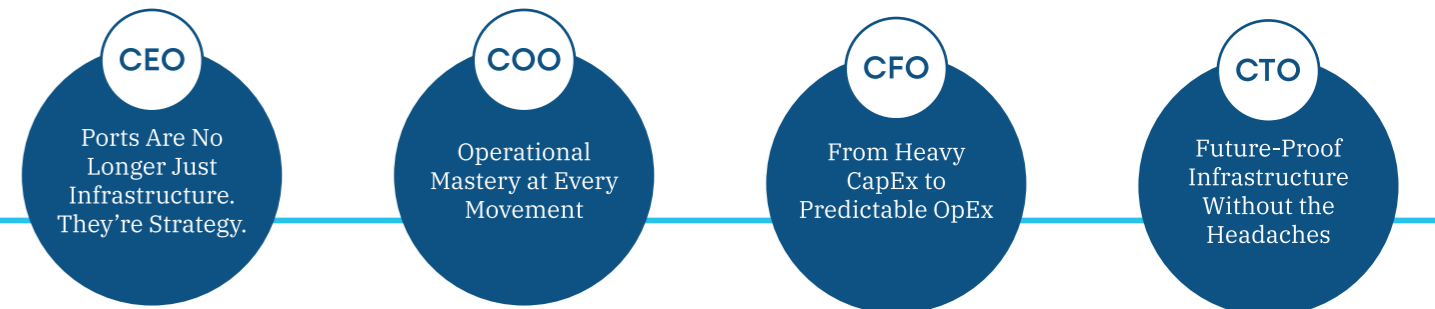 CEO
Ports Are No
Longer Just
Infrastructure.
They’re Strategy.
COO
Operational
Mastery at Every
Movement
CFO
From Heavy
CapEx to
Predictable OpEx
CTO
Future-Proof
Infrastructure
Without the
Headaches